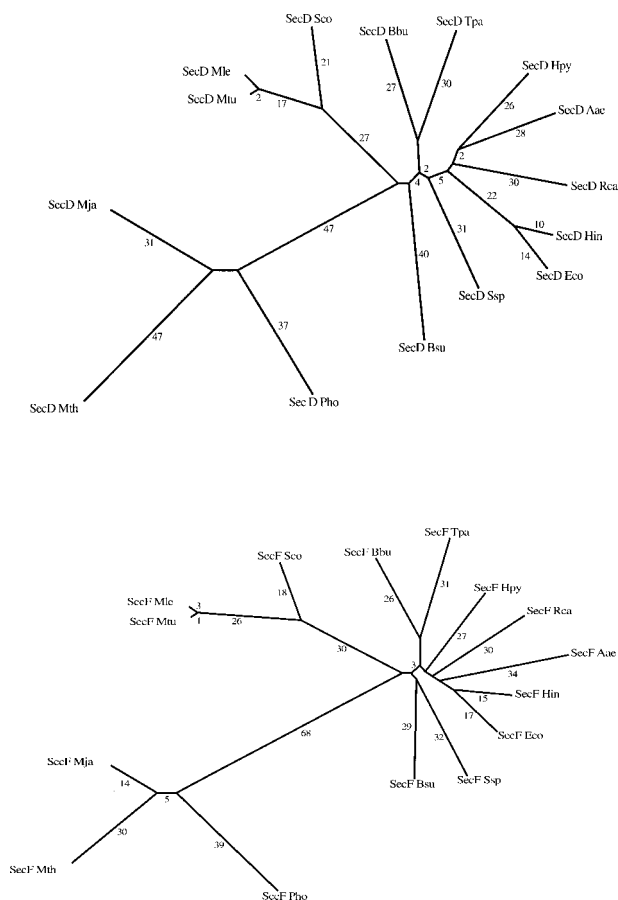 SecD Sco
SecD Tpa
SecD Bbu
SecD Mle
21
SecD Hpy
27
30
SecD Mtu
2
17
26
SecD Aae
28
27
2
2
4
5
30
SecD Rca
22
SecD Mja
10
SecD Hin
31
47
31
14
40
SecD Eco
SecD Ssp
37
47
SecD Bsu
SecD Mth
Sec D Pho
SecF Tpa
SecF Sco
SecF Bbu
31
18
26
SecF Hpy
SecF Mle
3
SecF Rca
SecF Mtu
1
26
27
30
30
SecF Aae
3
34
15
SecF Hin
17
29
32
SecF Eco
68
SecF Mja
SecF Ssp
14
5
SecF Bsu
30
39
SecF Mth
SecF Pho